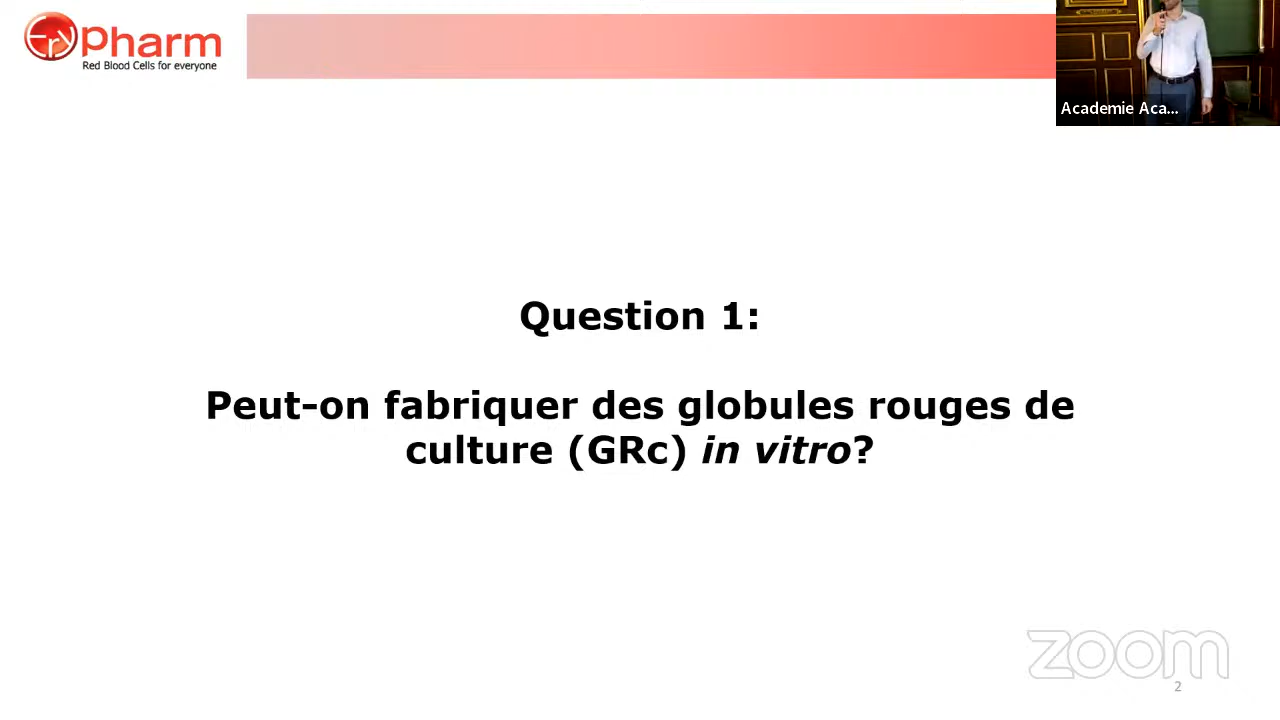 EryPharm
Red Blood Cells for everyone
Academie Aca...
Question 1:
Peut-on fabriquer des globules rouges de
culture (GRc) in vitro?
zoom
2